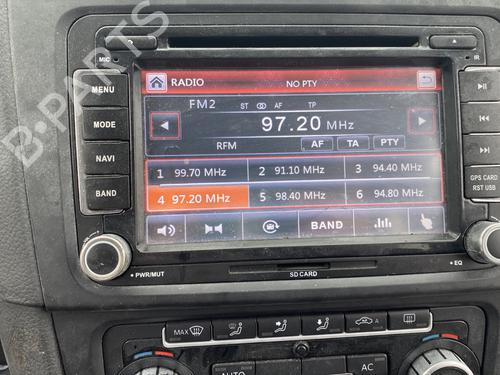 B-PARTS
MIC
IR
MENU
MODE
NAVI
BAND
RADIO
NO PTY
FM2
ST AF TP
97.20 MHz
RFM
AF TA PTY
1 99.70 MHz 2 91.10 MHz 3 94.40 MHz
4 97.20 MHz 5 98.40 MHz 6 94.80 MHz
BAND
GPS CARD
RST USB
PWR/MUT
SD CARD
EQ
MAX
A
AUTO
AC